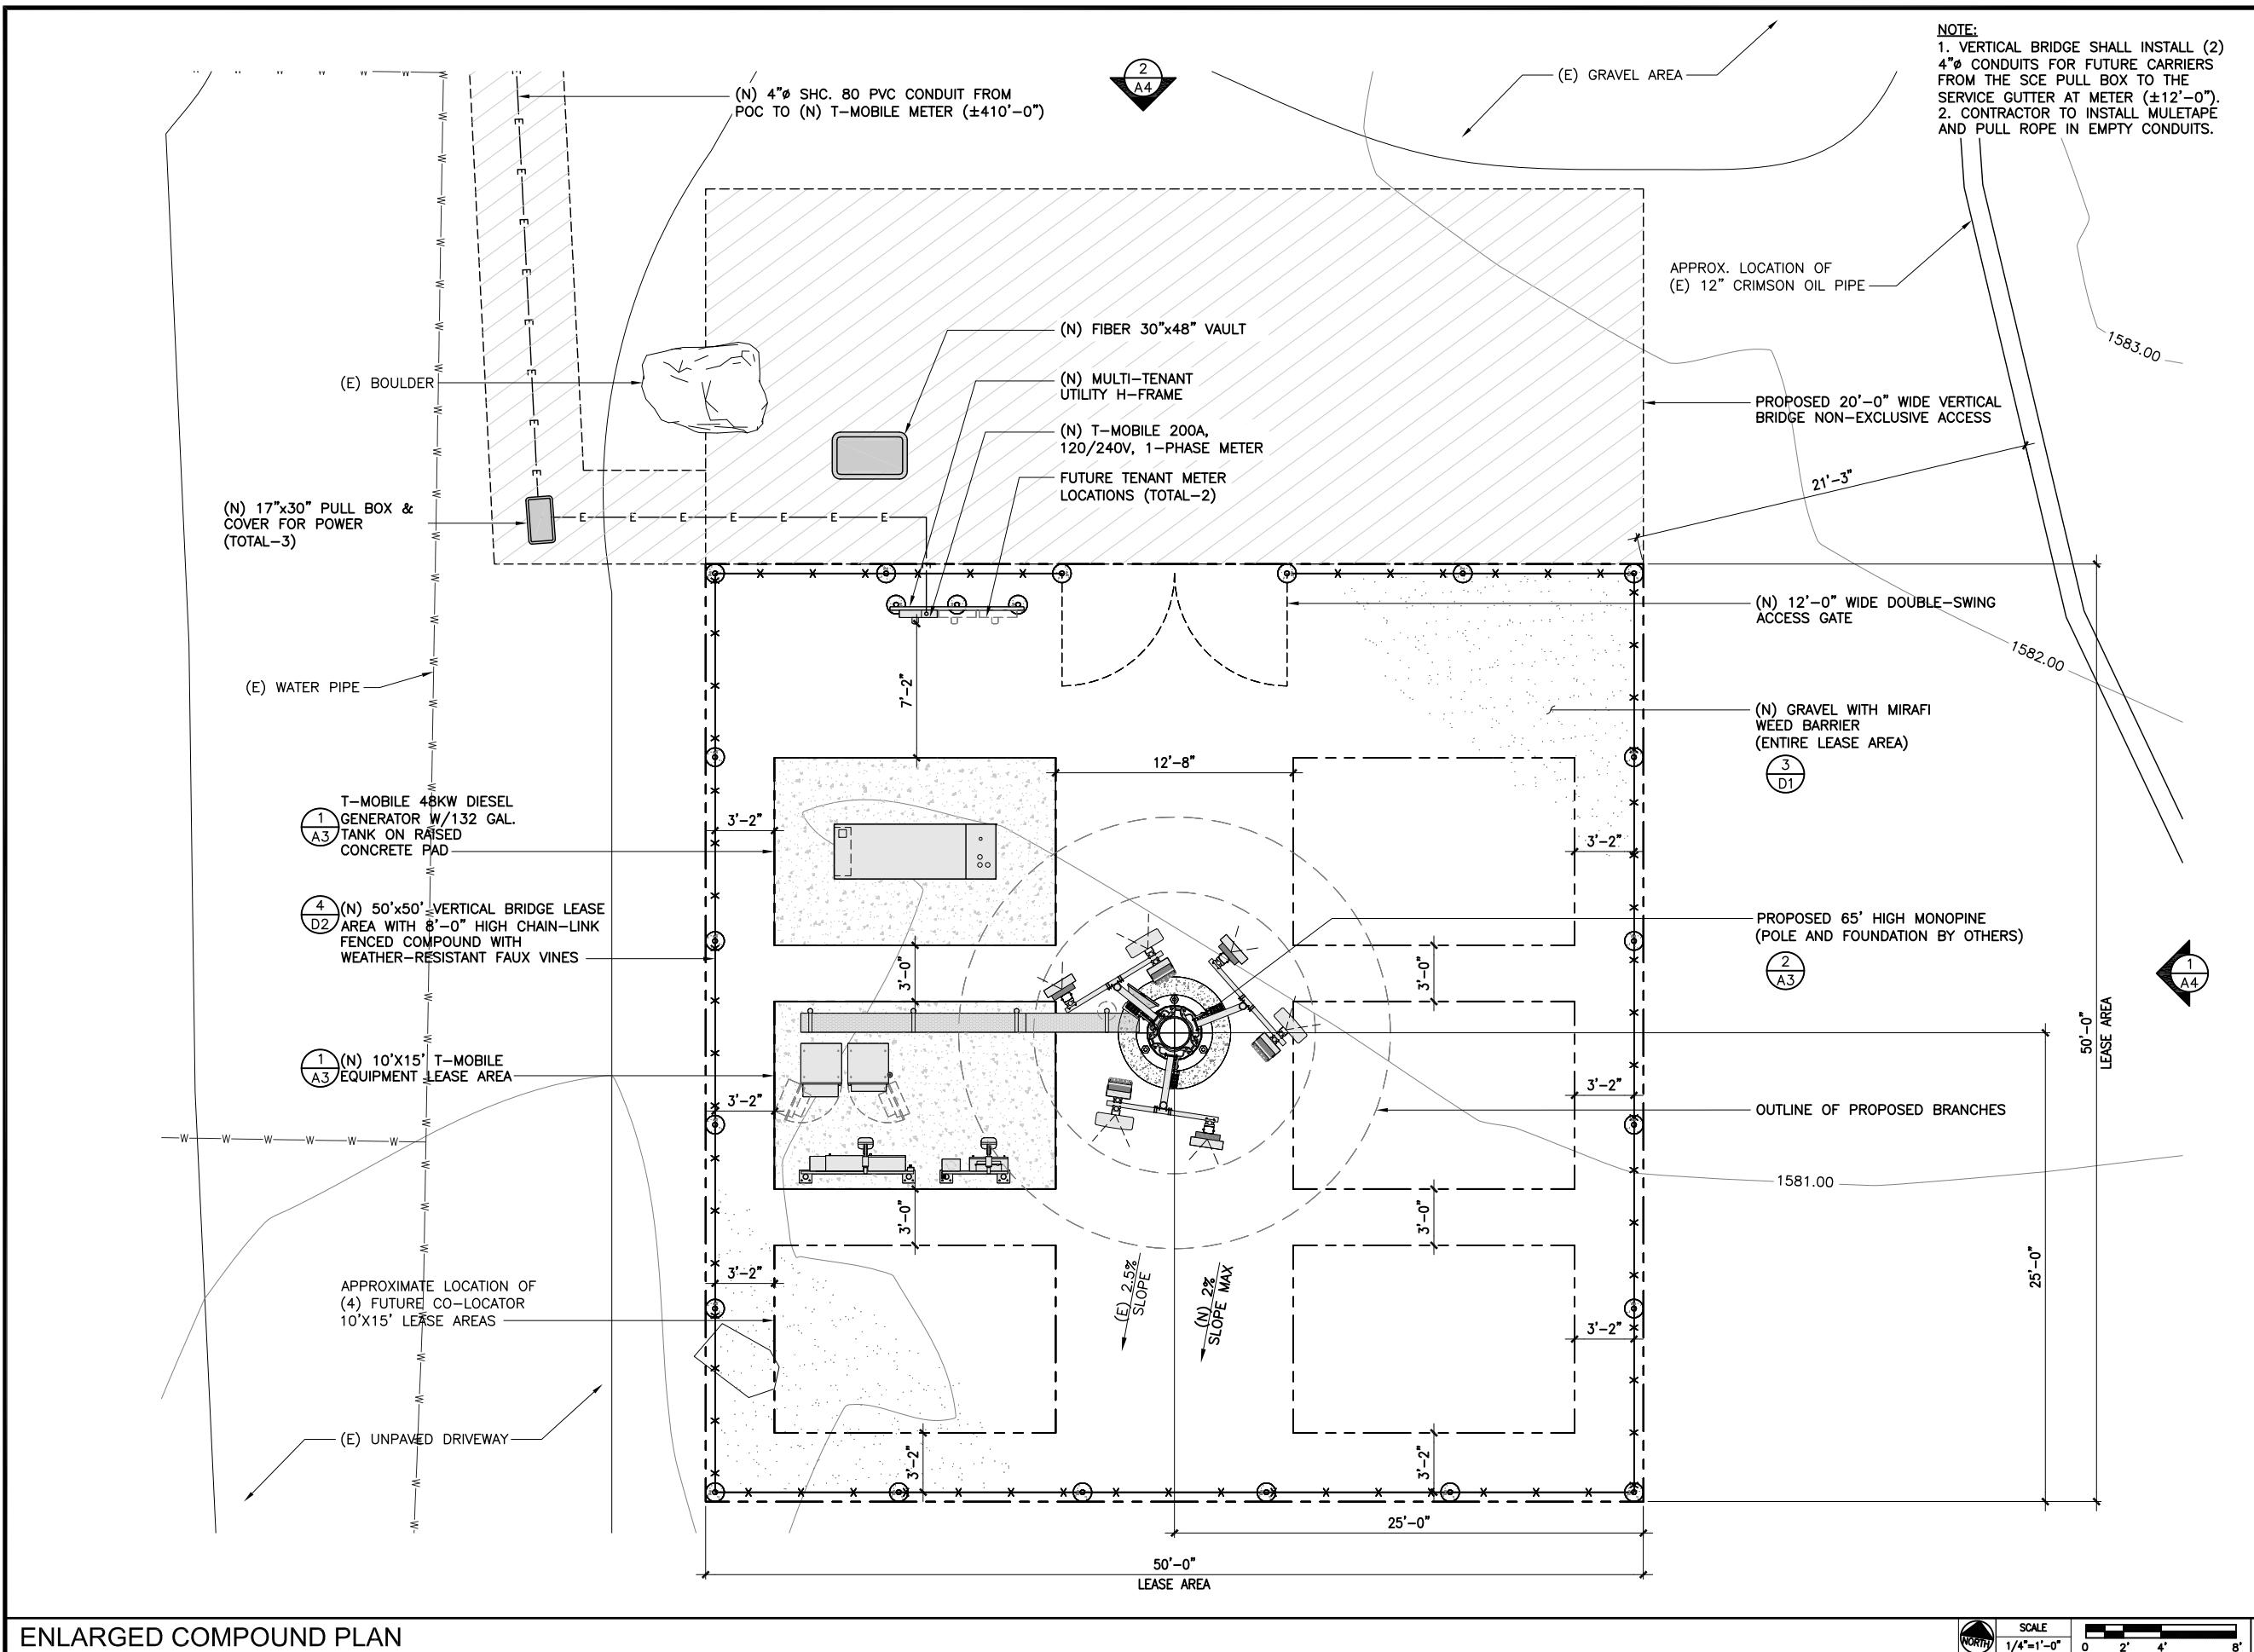 NOTE:
1. VERTICAL BRIDGE SHALL INSTALL (2)
4"ø CONDUITS FOR FUTURE CARRIERS
FROM THE SCE PULL BOX TO THE
SERVICE GUTTER AT METER (±12'-0").
2. CONTRACTOR TO INSTALL MULETAPE
AND PULL ROPE IN EMPTY CONDUITS.
(E) GRAVEL AREA
2
A4
(N) 4"ø SHC. 80 PVC CONDUIT FROM
POC TO (N) T-MOBILE METER (±410'-0")
APPROX. LOCATION OF
(E) 12" CRIMSON OIL PIPE
1583.00
(N) FIBER 30"x48" VAULT
(E) BOULDER
(N) MULTI-TENANT
UTILITY H-FRAME
PROPOSED 20'-0" WIDE VERTICAL
BRIDGE NON-EXCLUSIVE ACCESS
(N) T-MOBILE 200A,
120/240V, 1-PHASE METER
FUTURE TENANT METER
LOCATIONS (TOTAL-2)
21'-3"
(N) 17"x30" PULL BOX &
COVER FOR POWER
(TOTAL-3)
(N) 12'-0" WIDE DOUBLE-SWING
ACCESS GATE
1582.00
(E) WATER PIPE
7'-2"
(N) GRAVEL WITH MIRAFI
WEED BARRIER
(ENTIRE LEASE AREA)
3
D1
12'-8"
1
A3
T-MOBILE 48KW DIESEL
GENERATOR W/132 GAL.
TANK ON RAISED
CONCRETE PAD
3'-2"
3'-2"
4
D2
(N) 50'x50' VERTICAL BRIDGE LEASE
AREA WITH 8'-0" HIGH CHAIN-LINK
FENCED COMPOUND WITH
WEATHER-RESISTANT FAUX VINES
PROPOSED 65' HIGH MONOPINE
(POLE AND FOUNDATION BY OTHERS)
2
A3
1
A4
3'-0"
3'-0"
50'-0"
LEASE AREA
1
A3
(N) 10'X15' T-MOBILE
EQUIPMENT LEASE AREA
3'-2"
3'-2"
OUTLINE OF PROPOSED BRANCHES
1581.00
3'-0"
3'-0"
APPROXIMATE LOCATION OF
(4) FUTURE CO-LOCATOR
10'X15' LEASE AREAS
3'-2"
(E) 2.5%
SLOPE
(N) 2%
SLOPE MAX
3'-2"
25'-0"
(E) UNPAVED DRIVEWAY
3'-2"
3'-2"
25'-0"
50'-0"
LEASE AREA
ENLARGED COMPOUND PLAN
NORTH
SCALE
1/4"=1'-0"
0 2' 4' 8'